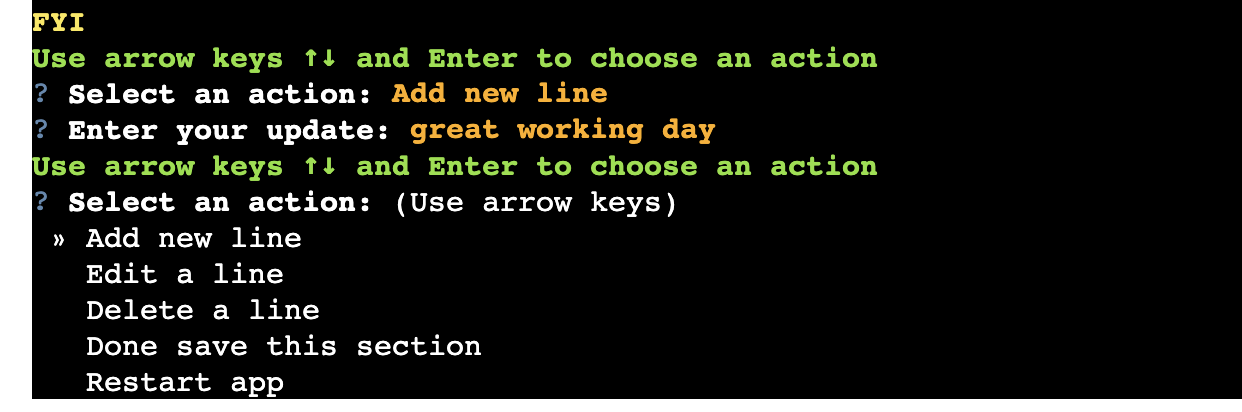 FYI
Use arrow keys ↑↓ and Enter to choose an action
? Select an action: Add new line
? Enter your update: great working day
Use arrow keys ↑↓ and Enter to choose an action
? Select an action: (Use arrow keys)
» Add new line
Edit a line
Delete a line
Done save this section
Restart app